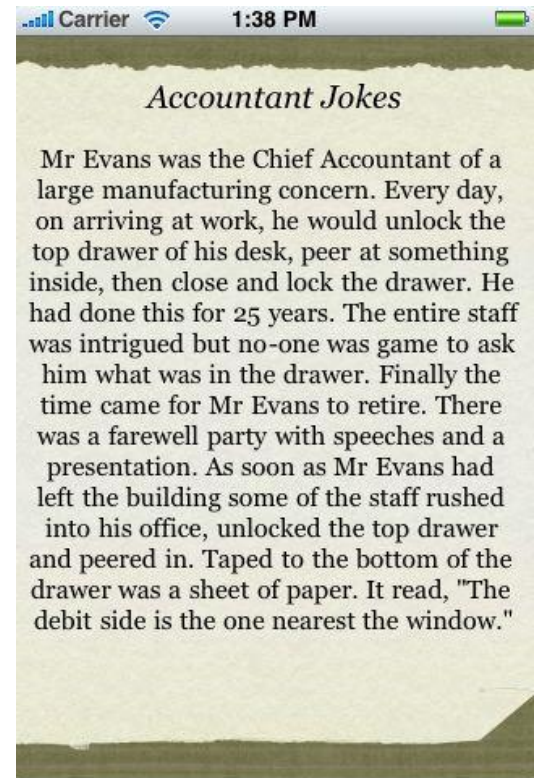 Carrier 1:38 PM
Accountant Jokes
Mr Evans was the Chief Accountant of a
large manufacturing concern. Every day,
on arriving at work, he would unlock the
top drawer of his desk, peer at something
inside, then close and lock the drawer. He
had done this for 25 years. The entire staff
was intrigued but no-one was game to ask
him what was in the drawer. Finally the
time came for Mr Evans to retire. There
was a farewell party with speeches and a
presentation. As soon as Mr Evans had
left the building some of the staff rushed
into his office, unlocked the top drawer
and peered in. Taped to the bottom of the
drawer was a sheet of paper. It read, "The
debit side is the one nearest the window."